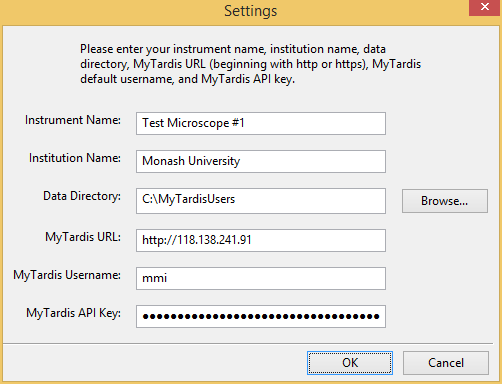 Settings
Please enter your instrument name, institution name, data
directory, MyTardis URL (beginning with http or https), MyTardis
default username, and MyTardis API key.
Instrument Name: Test Microscope #1
Institution Name: Monash University
Data Directory: C:\MyTardisUsers Browse...
MyTardis URL: http://118.138.241.91
MyTardis Username: mmi
MyTardis API Key: ●●●●●●●●●●●●●●●●●●●●●●●●●●●●●●●●●●
OK Cancel